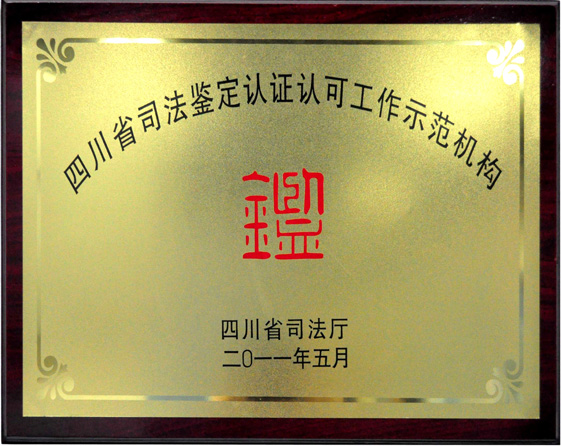 四川省司法鉴定认证认可工作示范机构
鑑
四川省司法厅
二〇一一年五月